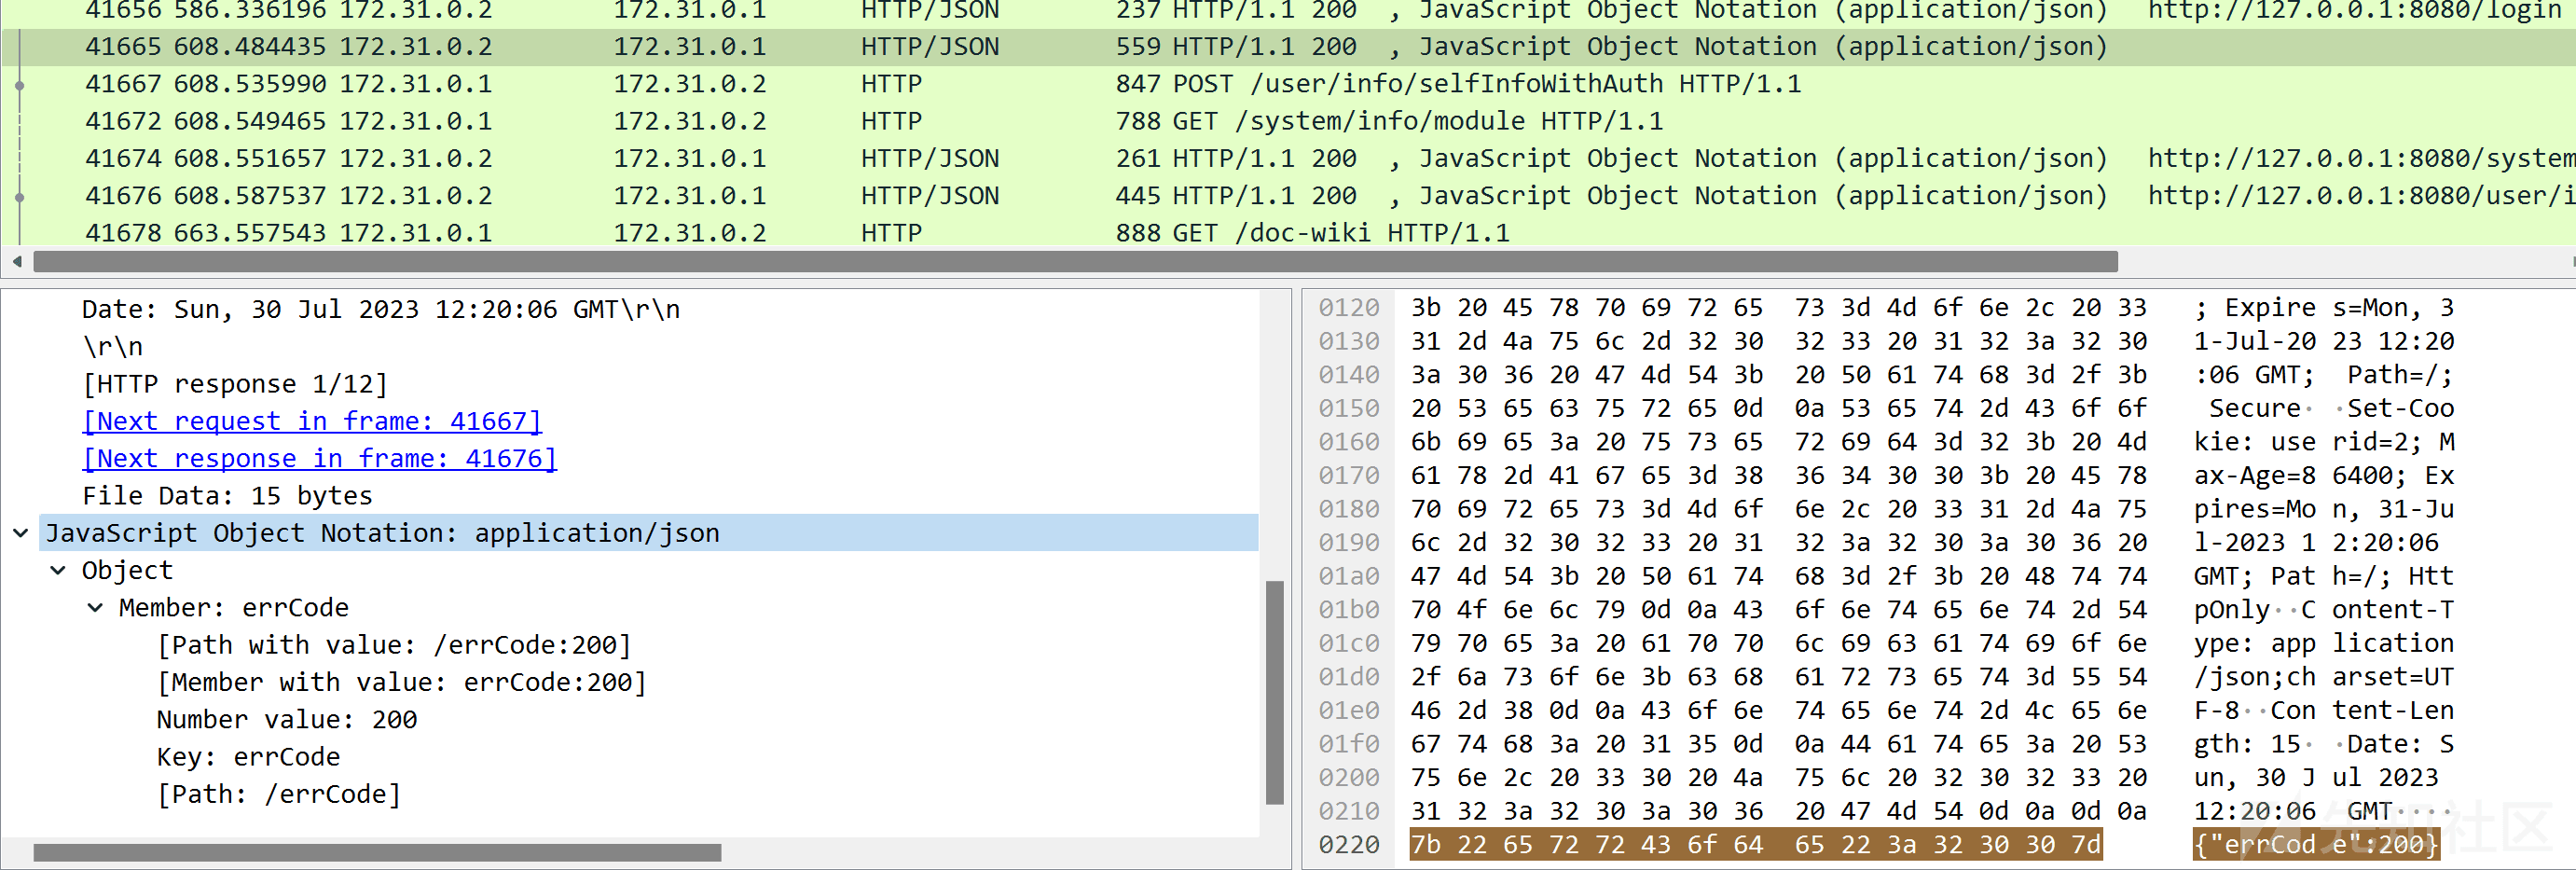 41656 586.336196 172.31.0.2 172.31.0.1 HTTP/JSON 237 HTTP/1.1 200 , JavaScript Object Notation (application/json) http://127.0.0.1:8080/login
41665 608.484435 172.31.0.2 172.31.0.1 HTTP/JSON 559 HTTP/1.1 200 , JavaScript Object Notation (application/json)
41667 608.535990 172.31.0.1 172.31.0.2 HTTP 847 POST /user/info/selfInfoWithAuth HTTP/1.1
41672 608.549465 172.31.0.1 172.31.0.2 HTTP 788 GET /system/info/module HTTP/1.1
41674 608.551657 172.31.0.2 172.31.0.1 HTTP/JSON 261 HTTP/1.1 200 , JavaScript Object Notation (application/json) http://127.0.0.1:8080/system
41676 608.587537 172.31.0.2 172.31.0.1 HTTP/JSON 445 HTTP/1.1 200 , JavaScript Object Notation (application/json) http://127.0.0.1:8080/user/i
41678 663.557543 172.31.0.1 172.31.0.2 HTTP 888 GET /doc-wiki HTTP/1.1
Date: Sun, 30 Jul 2023 12:20:06 GMT\r\n
\r\n
[HTTP response 1/12]
[Next request in frame: 41667]
[Next response in frame: 41676]
File Data: 15 bytes
JavaScript Object Notation: application/json
Object
Member: errCode
[Path with value: /errCode:200]
[Member with value: errCode:200]
Number value: 200
Key: errCode
[Path: /errCode]
0120 3b 20 45 78 70 69 72 65 73 3d 4d 6f 6e 2c 20 33 ; Expire s=Mon, 3
0130 31 2d 4a 75 6c 2d 32 30 32 33 20 31 32 3a 32 30 1-Jul-20 23 12:20
0140 3a 30 36 20 47 4d 54 3b 20 50 61 74 68 3d 2f 3b :06 GMT; Path=/;
0150 20 53 65 63 75 72 65 0d 0a 53 65 74 2d 43 6f 6f Secure· ·Set-Coo
0160 6b 69 65 3a 20 75 73 65 72 69 64 3d 32 3b 20 4d kie: use rid=2; M
0170 61 78 2d 41 67 65 3d 38 36 34 30 30 3b 20 45 78 ax-Age=8 6400; Ex
0180 70 69 72 65 73 3d 4d 6f 6e 2c 20 33 31 2d 4a 75 pires=Mo n, 31-Ju
0190 6c 2d 32 30 32 33 20 31 32 3a 32 30 3a 30 36 20 l-2023 1 2:20:06
01a0 47 4d 54 3b 20 50 61 74 68 3d 2f 3b 20 48 74 74 GMT; Pat h=/; Htt
01b0 70 4f 6e 6c 79 0d 0a 43 6f 6e 74 65 6e 74 2d 54 pOnly··C ontent-T
01c0 79 70 65 3a 20 61 70 70 6c 69 63 61 74 69 6f 6e ype: app lication
01d0 2f 6a 73 6f 6e 3b 63 68 61 72 73 65 74 3d 55 54 /json;ch arset=UT
01e0 46 2d 38 0d 0a 43 6f 6e 74 65 6e 74 2d 4c 65 6e F-8··Con tent-Len
01f0 67 74 68 3a 20 31 35 0d 0a 44 61 74 65 3a 20 53 gth: 15· ·Date: S
0200 75 6e 2c 20 33 30 20 4a 75 6c 20 32 30 32 33 20 un, 30 J ul 2023
0210 31 32 3a 32 30 3a 30 36 20 47 4d 54 0d 0a 0d 0a 12:20:06 GMT····
0220 7b 22 65 72 72 43 6f 64 65 22 3a 32 30 30 7d {"errCod e":200}
先知社区